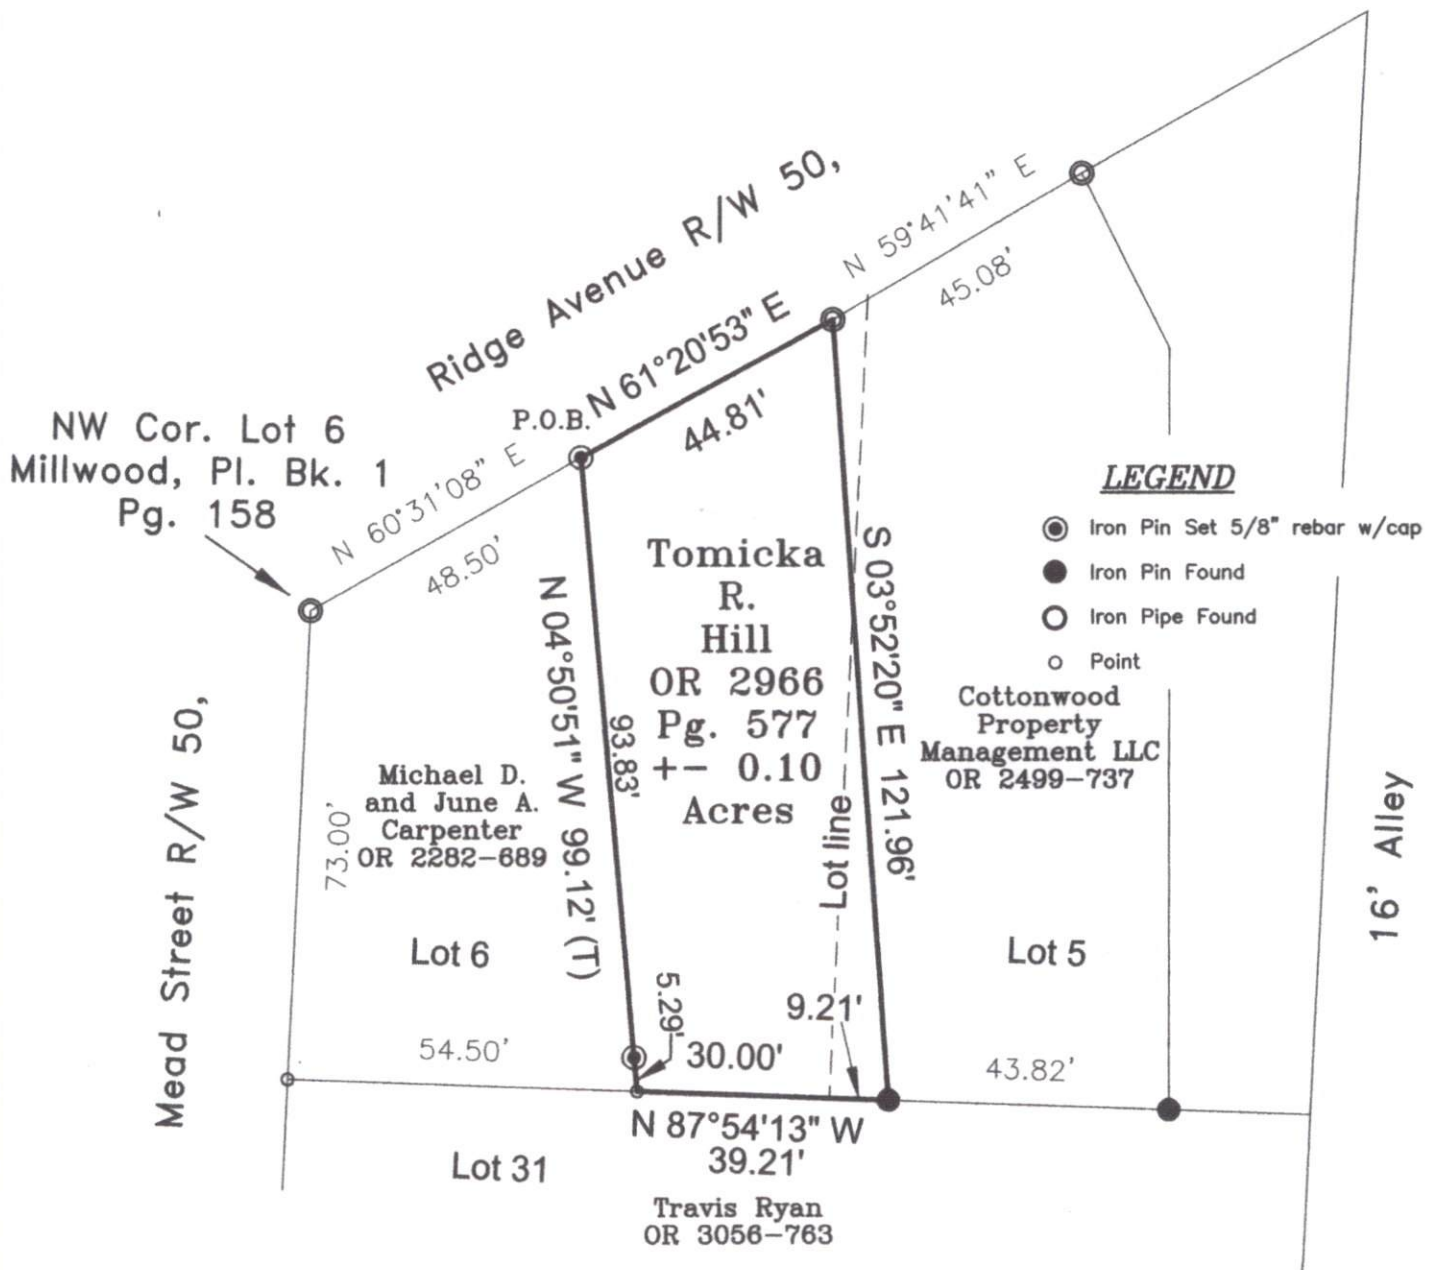 Ridge Avenue R/W 50,
N 59°41'41" E
45.08'
N 61°20'53" E
44.81'
P.O.B.
NW Cor. Lot 6
Millwood, Pl. Bk. 1
Pg. 158
N 60°31'08" E
48.50'
LEGEND
Iron Pin Set 5/8" rebar w/cap
Iron Pin Found
Iron Pipe Found
Point
Tomicka
R.
Hill
OR 2966
Pg. 577
+- 0.10
Acres
N 04°50'51" W 99.12' (T)
93.83'
S 03°52'20" E 121.96'
Lot line
Cottonwood
Property
Management LLC
OR 2499-737
Michael D.
and June A.
Carpenter
OR 2282-689
73.00'
Mead Street R/W 50,
16' Alley
Lot 6
Lot 5
5.29'
9.21'
54.50'
30.00'
43.82'
N 87°54'13" W
39.21'
Lot 31
Travis Ryan
OR 3056-763